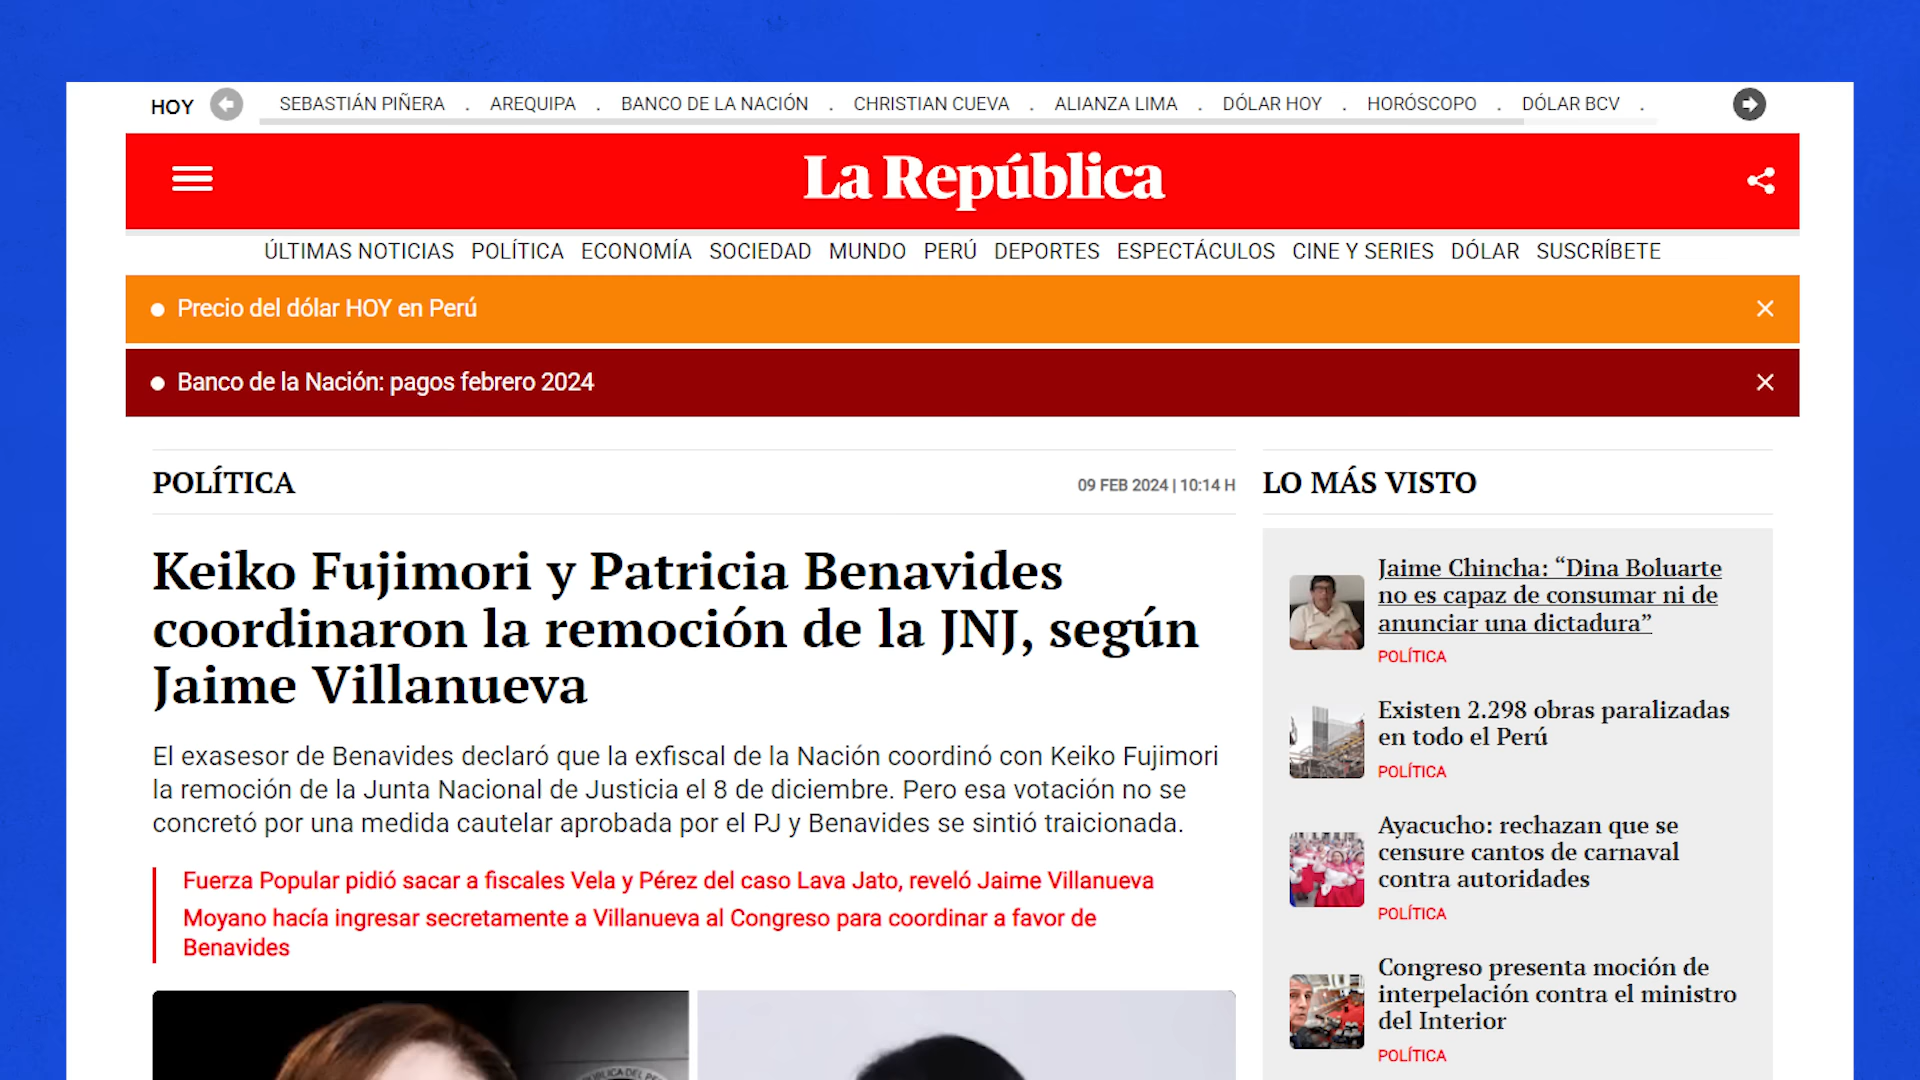 HOY
SEBASTIÁN PIÑERA . AREQUIPA . BANCO DE LA NACIÓN . CHRISTIAN CUEVA . ALIANZA LIMA . DÓLAR HOY . HORÓSCOPO . DÓLAR BCV .
La República
ÚLTIMAS NOTICIAS POLÍTICA ECONOMÍA SOCIEDAD MUNDO PERÚ DEPORTES ESPECTÁCULOS CINE Y SERIES DÓLAR SUSCRÍBETE
Precio del dólar HOY en Perú
Banco de la Nación: pagos febrero 2024
POLÍTICA
09 FEB 2024 | 10:14 H
Keiko Fujimori y Patricia Benavides
coordinaron la remoción de la JNJ, según
Jaime Villanueva
El exasesor de Benavides declaró que la exfiscal de la Nación coordinó con Keiko Fujimori
la remoción de la Junta Nacional de Justicia el 8 de diciembre. Pero esa votación no se
concretó por una medida cautelar aprobada por el PJ y Benavides se sintió traicionada.
Fuerza Popular pidió sacar a fiscales Vela y Pérez del caso Lava Jato, reveló Jaime Villanueva
Moyano hacía ingresar secretamente a Villanueva al Congreso para coordinar a favor de
Benavides
LO MÁS VISTO
Jaime Chincha: “Dina Boluarte
no es capaz de consumar ni de
anunciar una dictadura”
POLÍTICA
Existen 2.298 obras paralizadas
en todo el Perú
POLÍTICA
Ayacucho: rechazan que se
censure cantos de carnaval
contra autoridades
POLÍTICA
Congreso presenta moción de
interpelación contra el ministro
del Interior
POLÍTICA